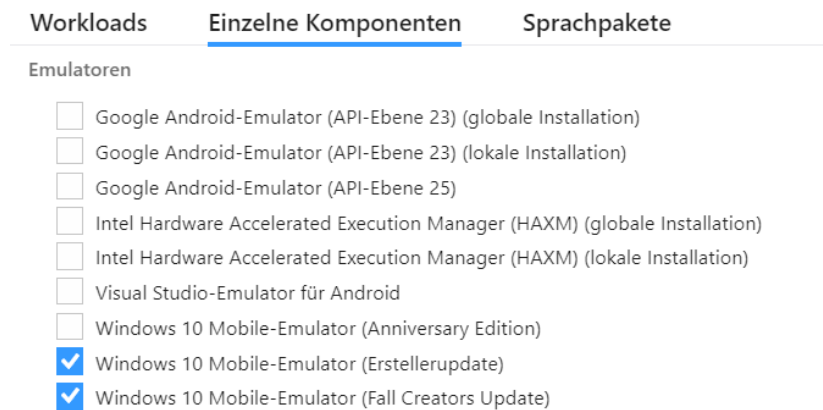 Workloads Einzelne Komponenten Sprachpakete
Emulatoren
Google Android-Emulator (API-Ebene 23) (globale Installation)
Google Android-Emulator (API-Ebene 23) (lokale Installation)
Google Android-Emulator (API-Ebene 25)
Intel Hardware Accelerated Execution Manager (HAXM) (globale Installation)
Intel Hardware Accelerated Execution Manager (HAXM) (lokale Installation)
Visual Studio-Emulator für Android
Windows 10 Mobile-Emulator (Anniversary Edition)
Windows 10 Mobile-Emulator (Erstellerupdate)
Windows 10 Mobile-Emulator (Fall Creators Update)